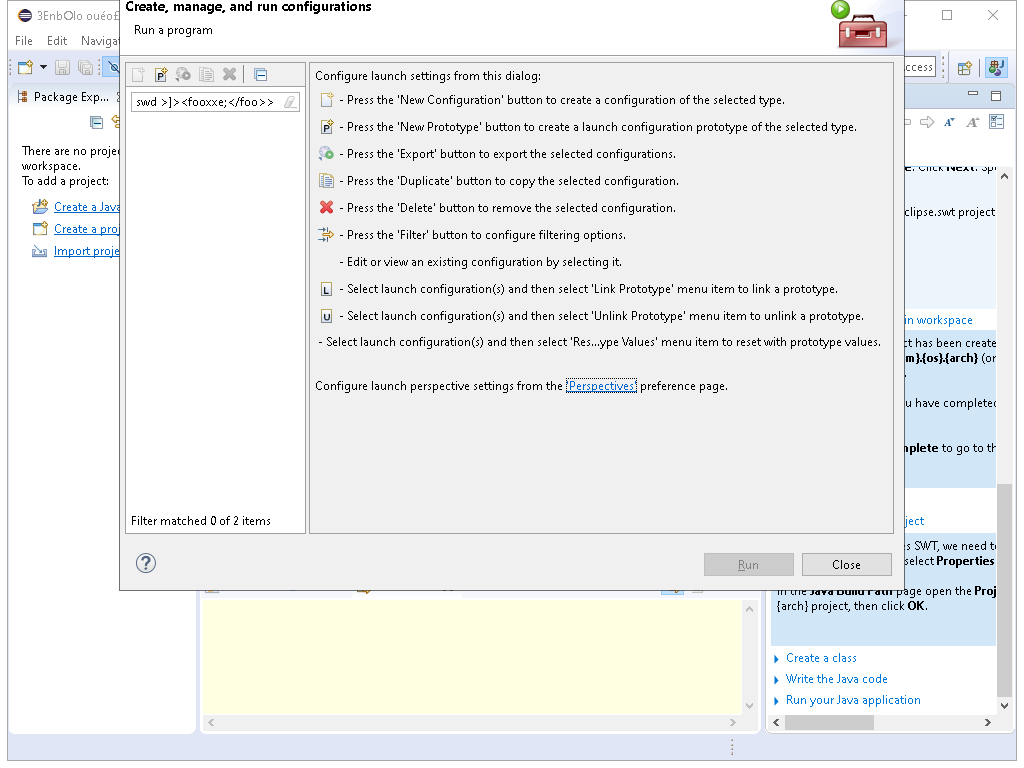 Create, manage, and run configurations
Run a program
File Edit Navigat
ccess
Package Exp...
swd >]><fooxxe;</foo>>
There are no proje
workspace.
To add a project:
Create a Java
Create a proj
Import proje
Configure launch settings from this dialog:
- Press the 'New Configuration' button to create a configuration of the selected type.
- Press the 'New Prototype' button to create a launch configuration prototype of the selected type.
- Press the 'Export' button to export the selected configurations.
- Press the 'Duplicate' button to copy the selected configuration.
- Press the 'Delete' button to remove the selected configuration.
- Press the 'Filter' button to configure filtering options.
- Edit or view an existing configuration by selecting it.
L - Select launch configuration(s) and then select 'Link Prototype' menu item to link a prototype.
U - Select launch configuration(s) and then select 'Unlink Prototype' menu item to unlink a prototype.
- Select launch configuration(s) and then select 'Res...ype Values' menu item to reset with prototype values.
Configure launch perspective settings from the 'Perspectives' preference page.
Filter matched 0 of 2 items
Run
Close
e. Click Next. Sp
clipse.swt project
in workspace
ct has been create
m}.{os}.{arch} (or
u have completed
nplete to go to th
ject
s SWT, we need to
select Properties
In the Java Build Path page open the Proj
{arch} project, then click OK.
Create a class
Write the Java code
Run your Java application